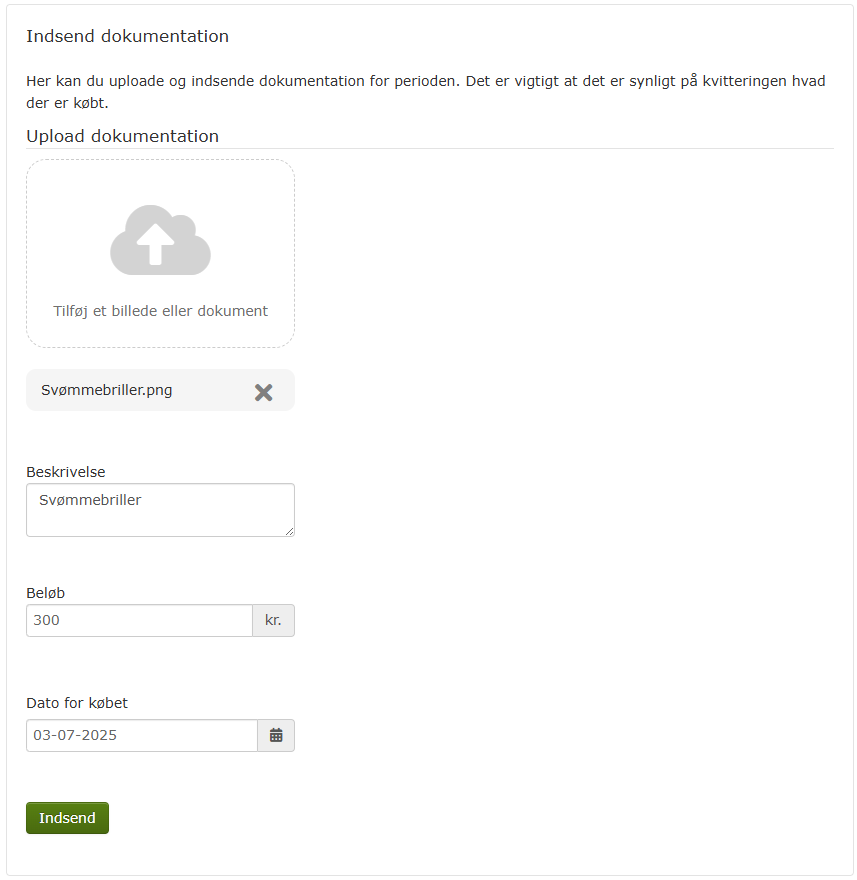 Indsend dokumentation
Her kan du uploade og indsende dokumentation for perioden. Det er vigtigt at det er synligt på kvitteringen hvad
der er købt.
Upload dokumentation
Tilføj et billede eller dokument
Svømmebriller.png
Beskrivelse
Svømmebriller
Beløb
300 kr.
Dato for købet
03-07-2025
Indsend